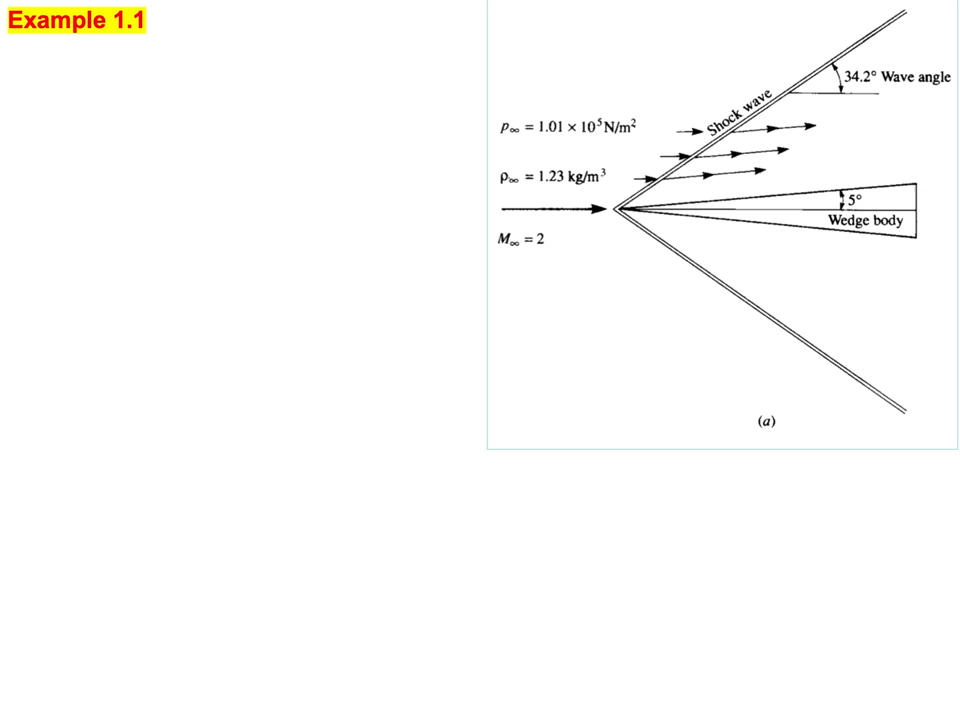 Example 1.1
34.2° Wave angle
Shock wave
p∞ = 1.01 × 10⁵ N/m²
ρ∞ = 1.23 kg/m³
5°
Wedge body
M∞ = 2
(a)